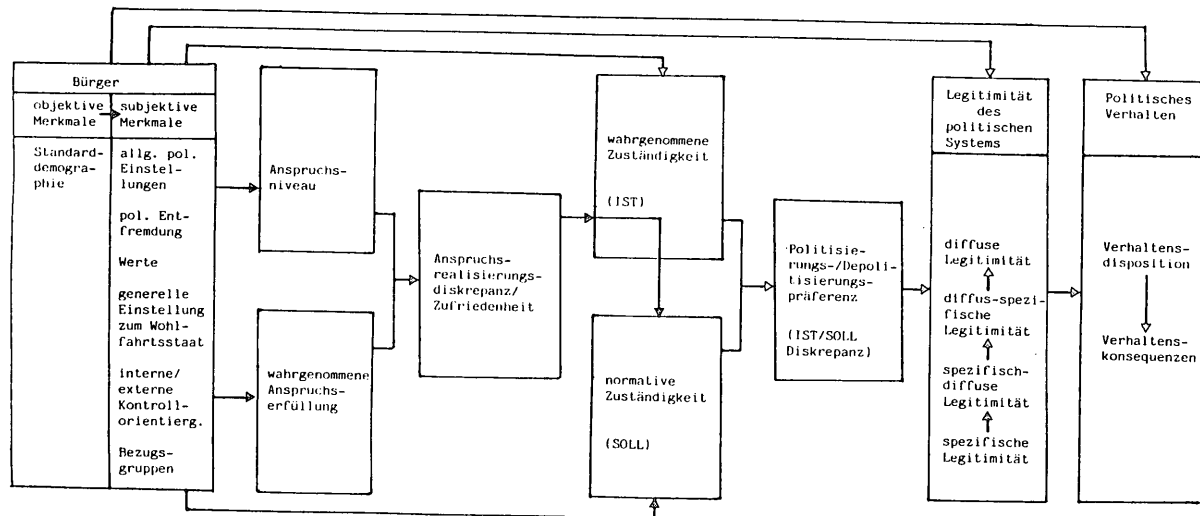 Bürger
objektive
Merkmale
subjektive
Merkmale
Standard-
demogra-
phie
allg. pol.
Einstel-
lungen
pol. Ent-
fremdung
Werte
generelle
Einstellung
zum Wohl-
fahrtsstaat
interne/
externe
Kontroll-
orientierg.
Bezugs-
gruppen
Anspruchs-
niveau
wahrgenommene
Anspruchs-
erfüllung
Anspruchs-
realisierungs-
diskrepanz/
Zufriedenheit
wahrgenommene
Zuständigkeit
(IST)
normative
Zuständigkeit
(SOLL)
Politisie-
rungs-/Depoli-
tisierungs-
präferenz
(IST/SOLL
Diskrepanz)
Legitimität
des
politischen
Systems
diffuse
Legitimität
diffus-spezi-
fische
Legitimität
spezifisch-
diffuse
Legitimität
spezifische
Legitimität
Politisches
Verhalten
Verhaltens-
disposition
Verhaltens-
konsequenzen